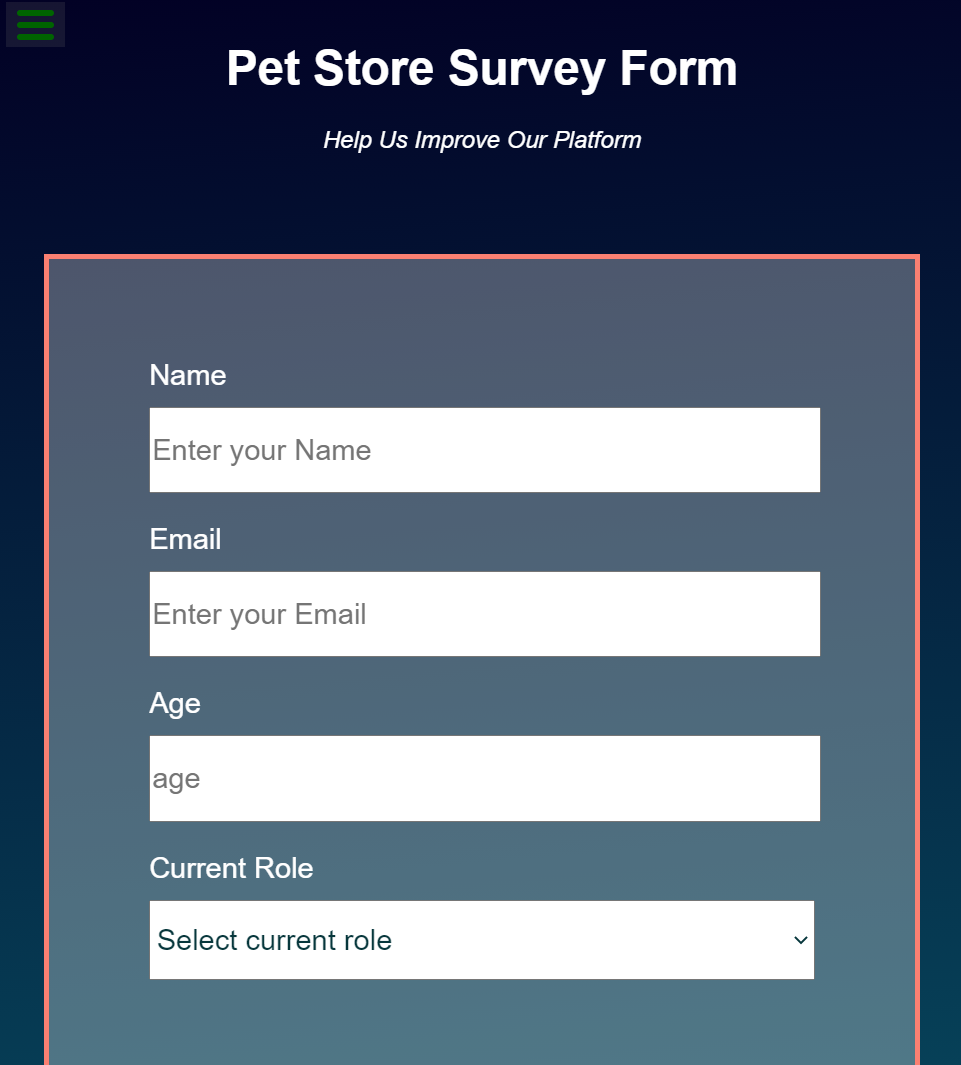 Pet Store Survey Form
Help Us Improve Our Platform
Name
Enter your Name
Email
Enter your Email
Age
age
Current Role
Select current role